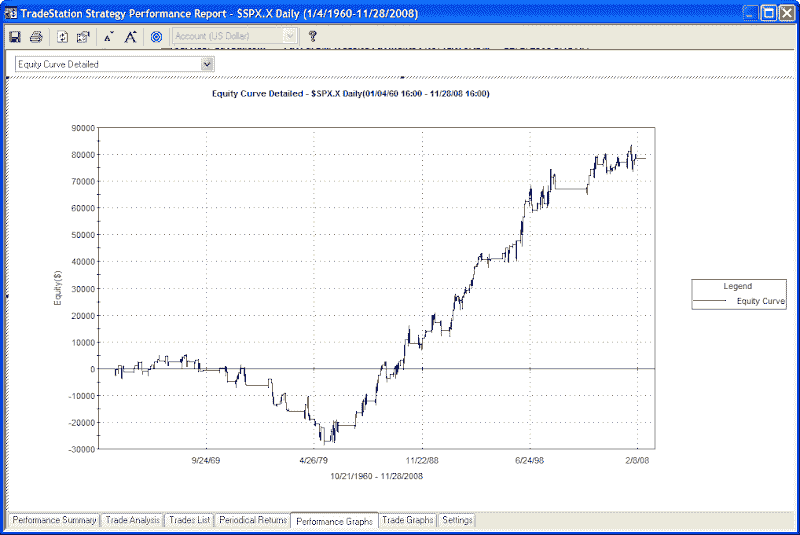 TradeStation Strategy Performance Report - $SPX.X Daily (1/4/1960-11/28/2008)
Account (US Dollar)
Equity Curve Detailed
Equity Curve Detailed - $SPX.X Daily(01/04/60 16:00 - 11/28/08 16:00)
90000
80000
70000
60000
50000
40000
30000
20000
10000
0
-10000
-20000
-30000
Equity($)
9/24/69 4/26/79 11/22/88 6/24/98 2/8/08
10/21/1960 - 11/28/2008
Legend
Equity Curve
Performance Summary Trade Analysis Trades List Periodical Returns Performance Graphs Trade Graphs Settings